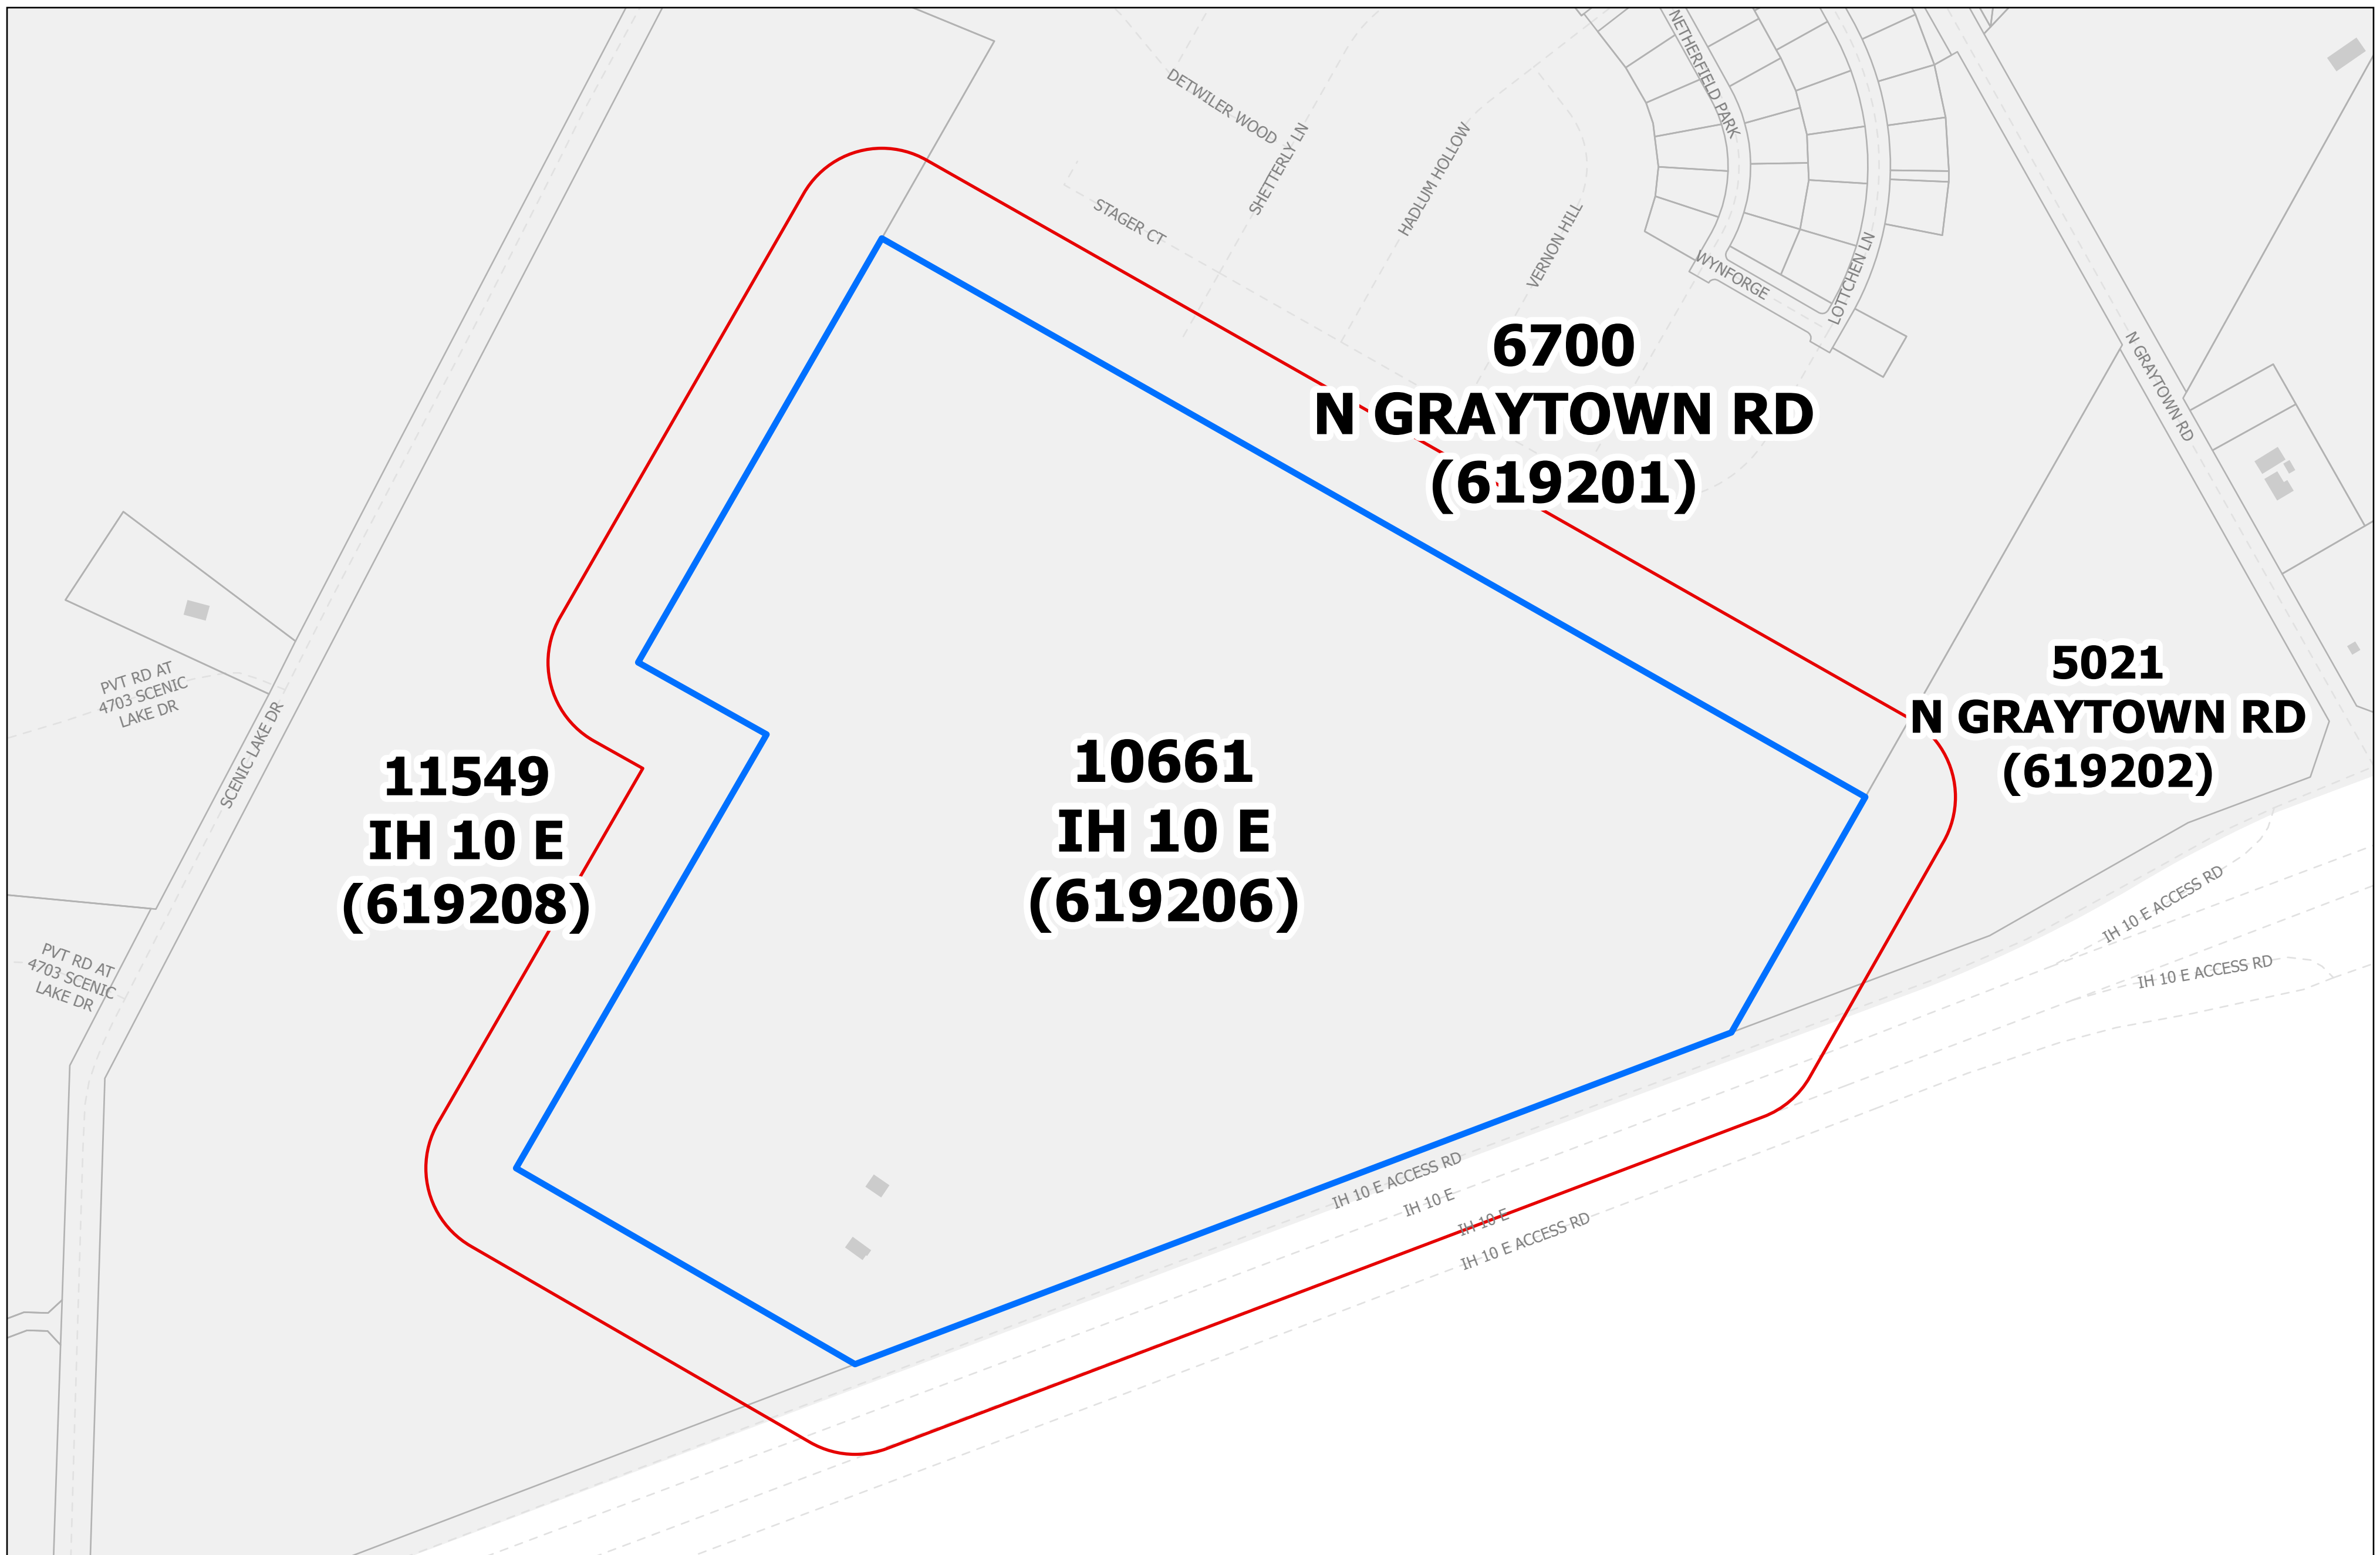 NETHERFIELD PARK
DETWILER WOOD
SHETTERLY LN
HADLUM HOLLOW
STAGER CT
VERNON HILL
WYNFORGE
LOTTCHEN LN
N GRAYTOWN RD
6700
N GRAYTOWN RD
(619201)
5021
N GRAYTOWN RD
(619202)
PVT RD AT
4703 SCENIC
LAKE DR
SCENIC LAKE DR
11549
IH 10 E
(619208)
10661
IH 10 E
(619206)
PVT RD AT
4703 SCENIC
LAKE DR
IH 10 E ACCESS RD
IH 10 E ACCESS RD
IH 10 E ACCESS RD
IH 10 E
IH 10 E
IH 10 E ACCESS RD